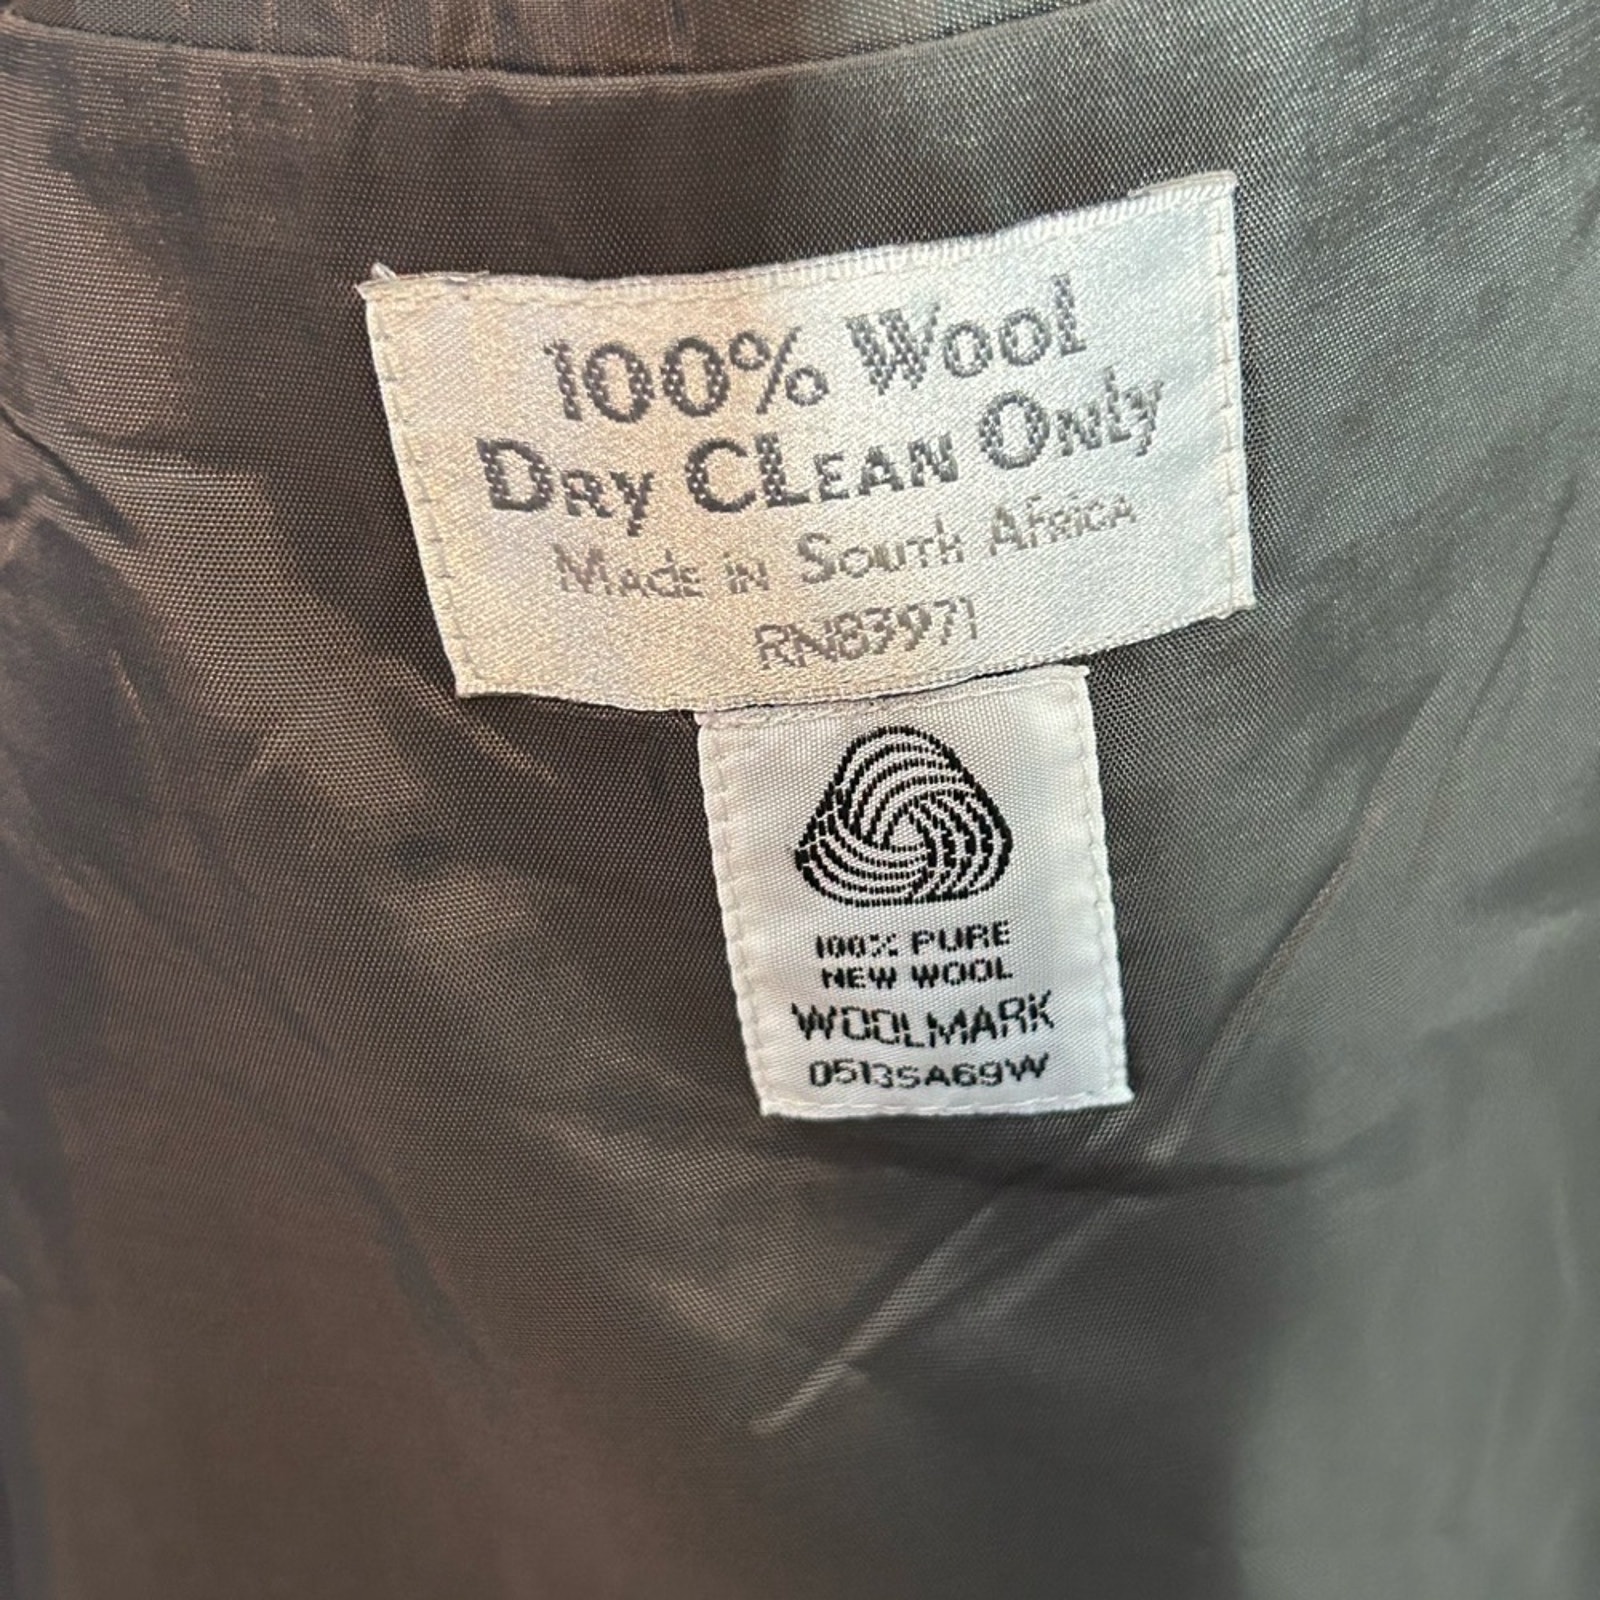 100% Wool
Dry Clean Only
Made in South Africa
RN83971
100% PURE
NEW WOOL
WOOLMARK
0513SA69W